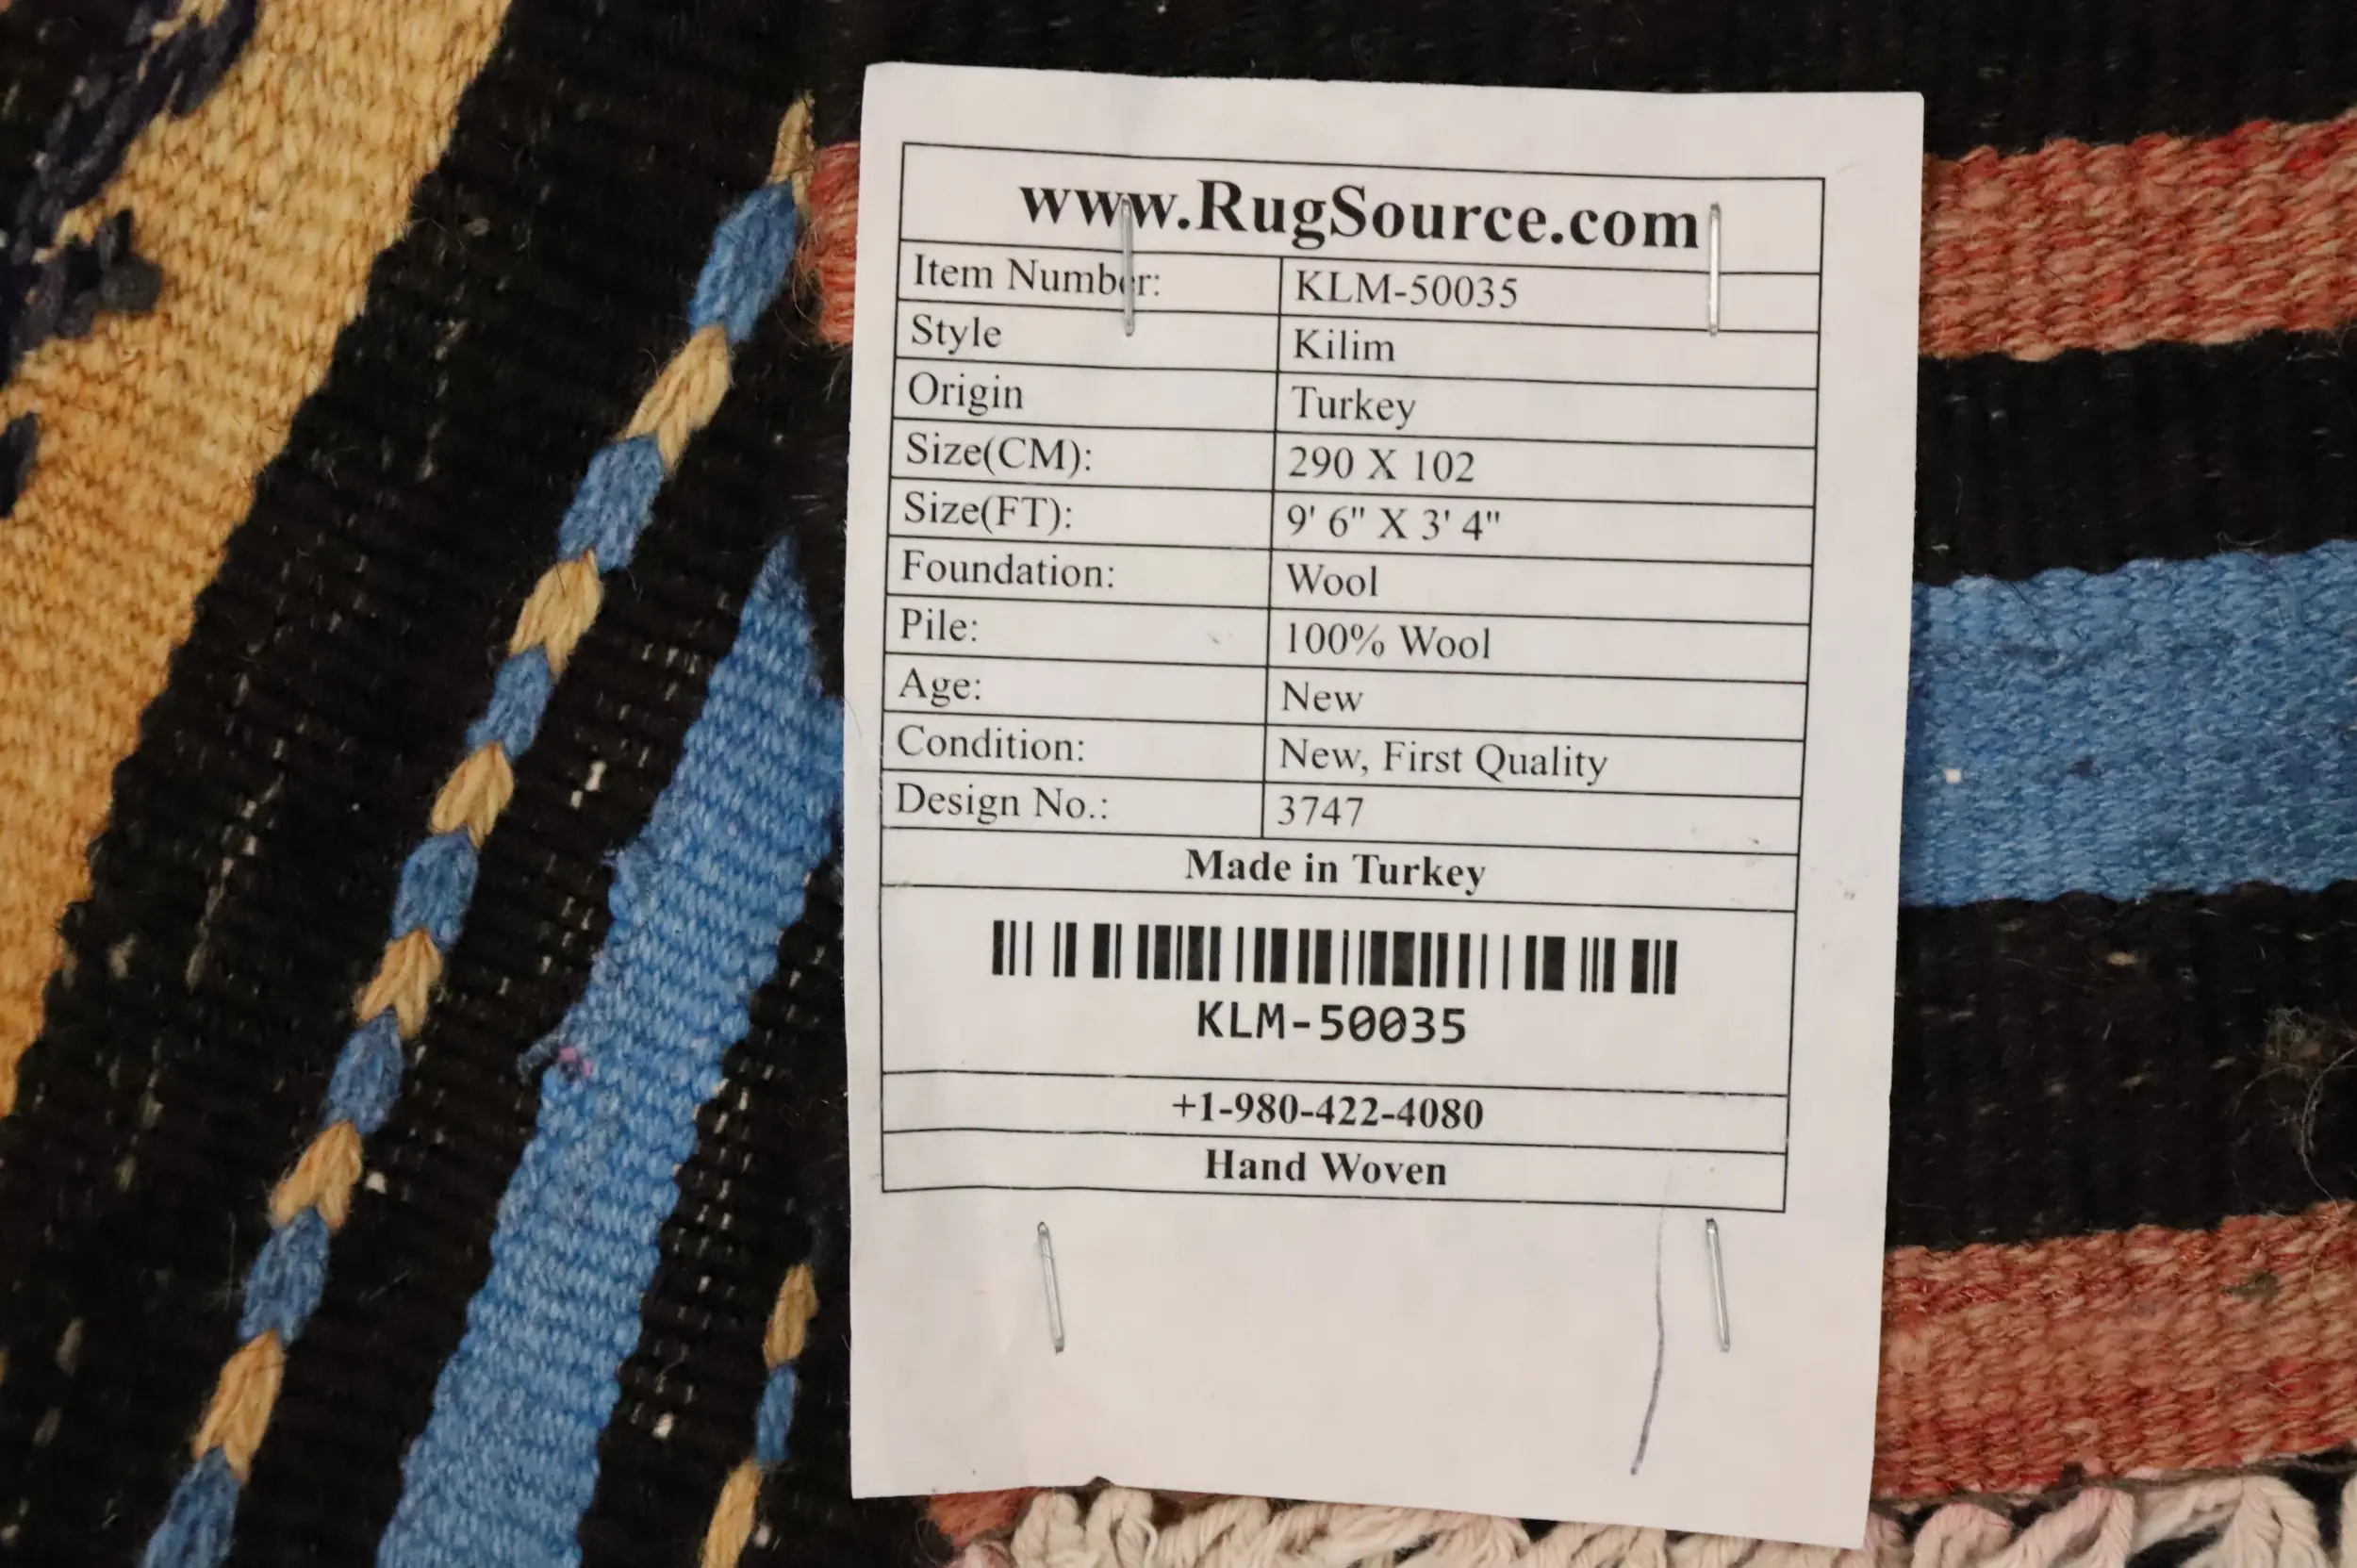 www.RugSource.com
Item Number: KLM-50035
Style Kilim
Origin Turkey
Size(CM): 290 X 102
Size(FT): 9' 6" X 3' 4"
Foundation: Wool
Pile: 100% Wool
Age: New
Condition: New, First Quality
Design No.: 3747
Made in Turkey
KLM-50035
+1-980-422-4080
Hand Woven